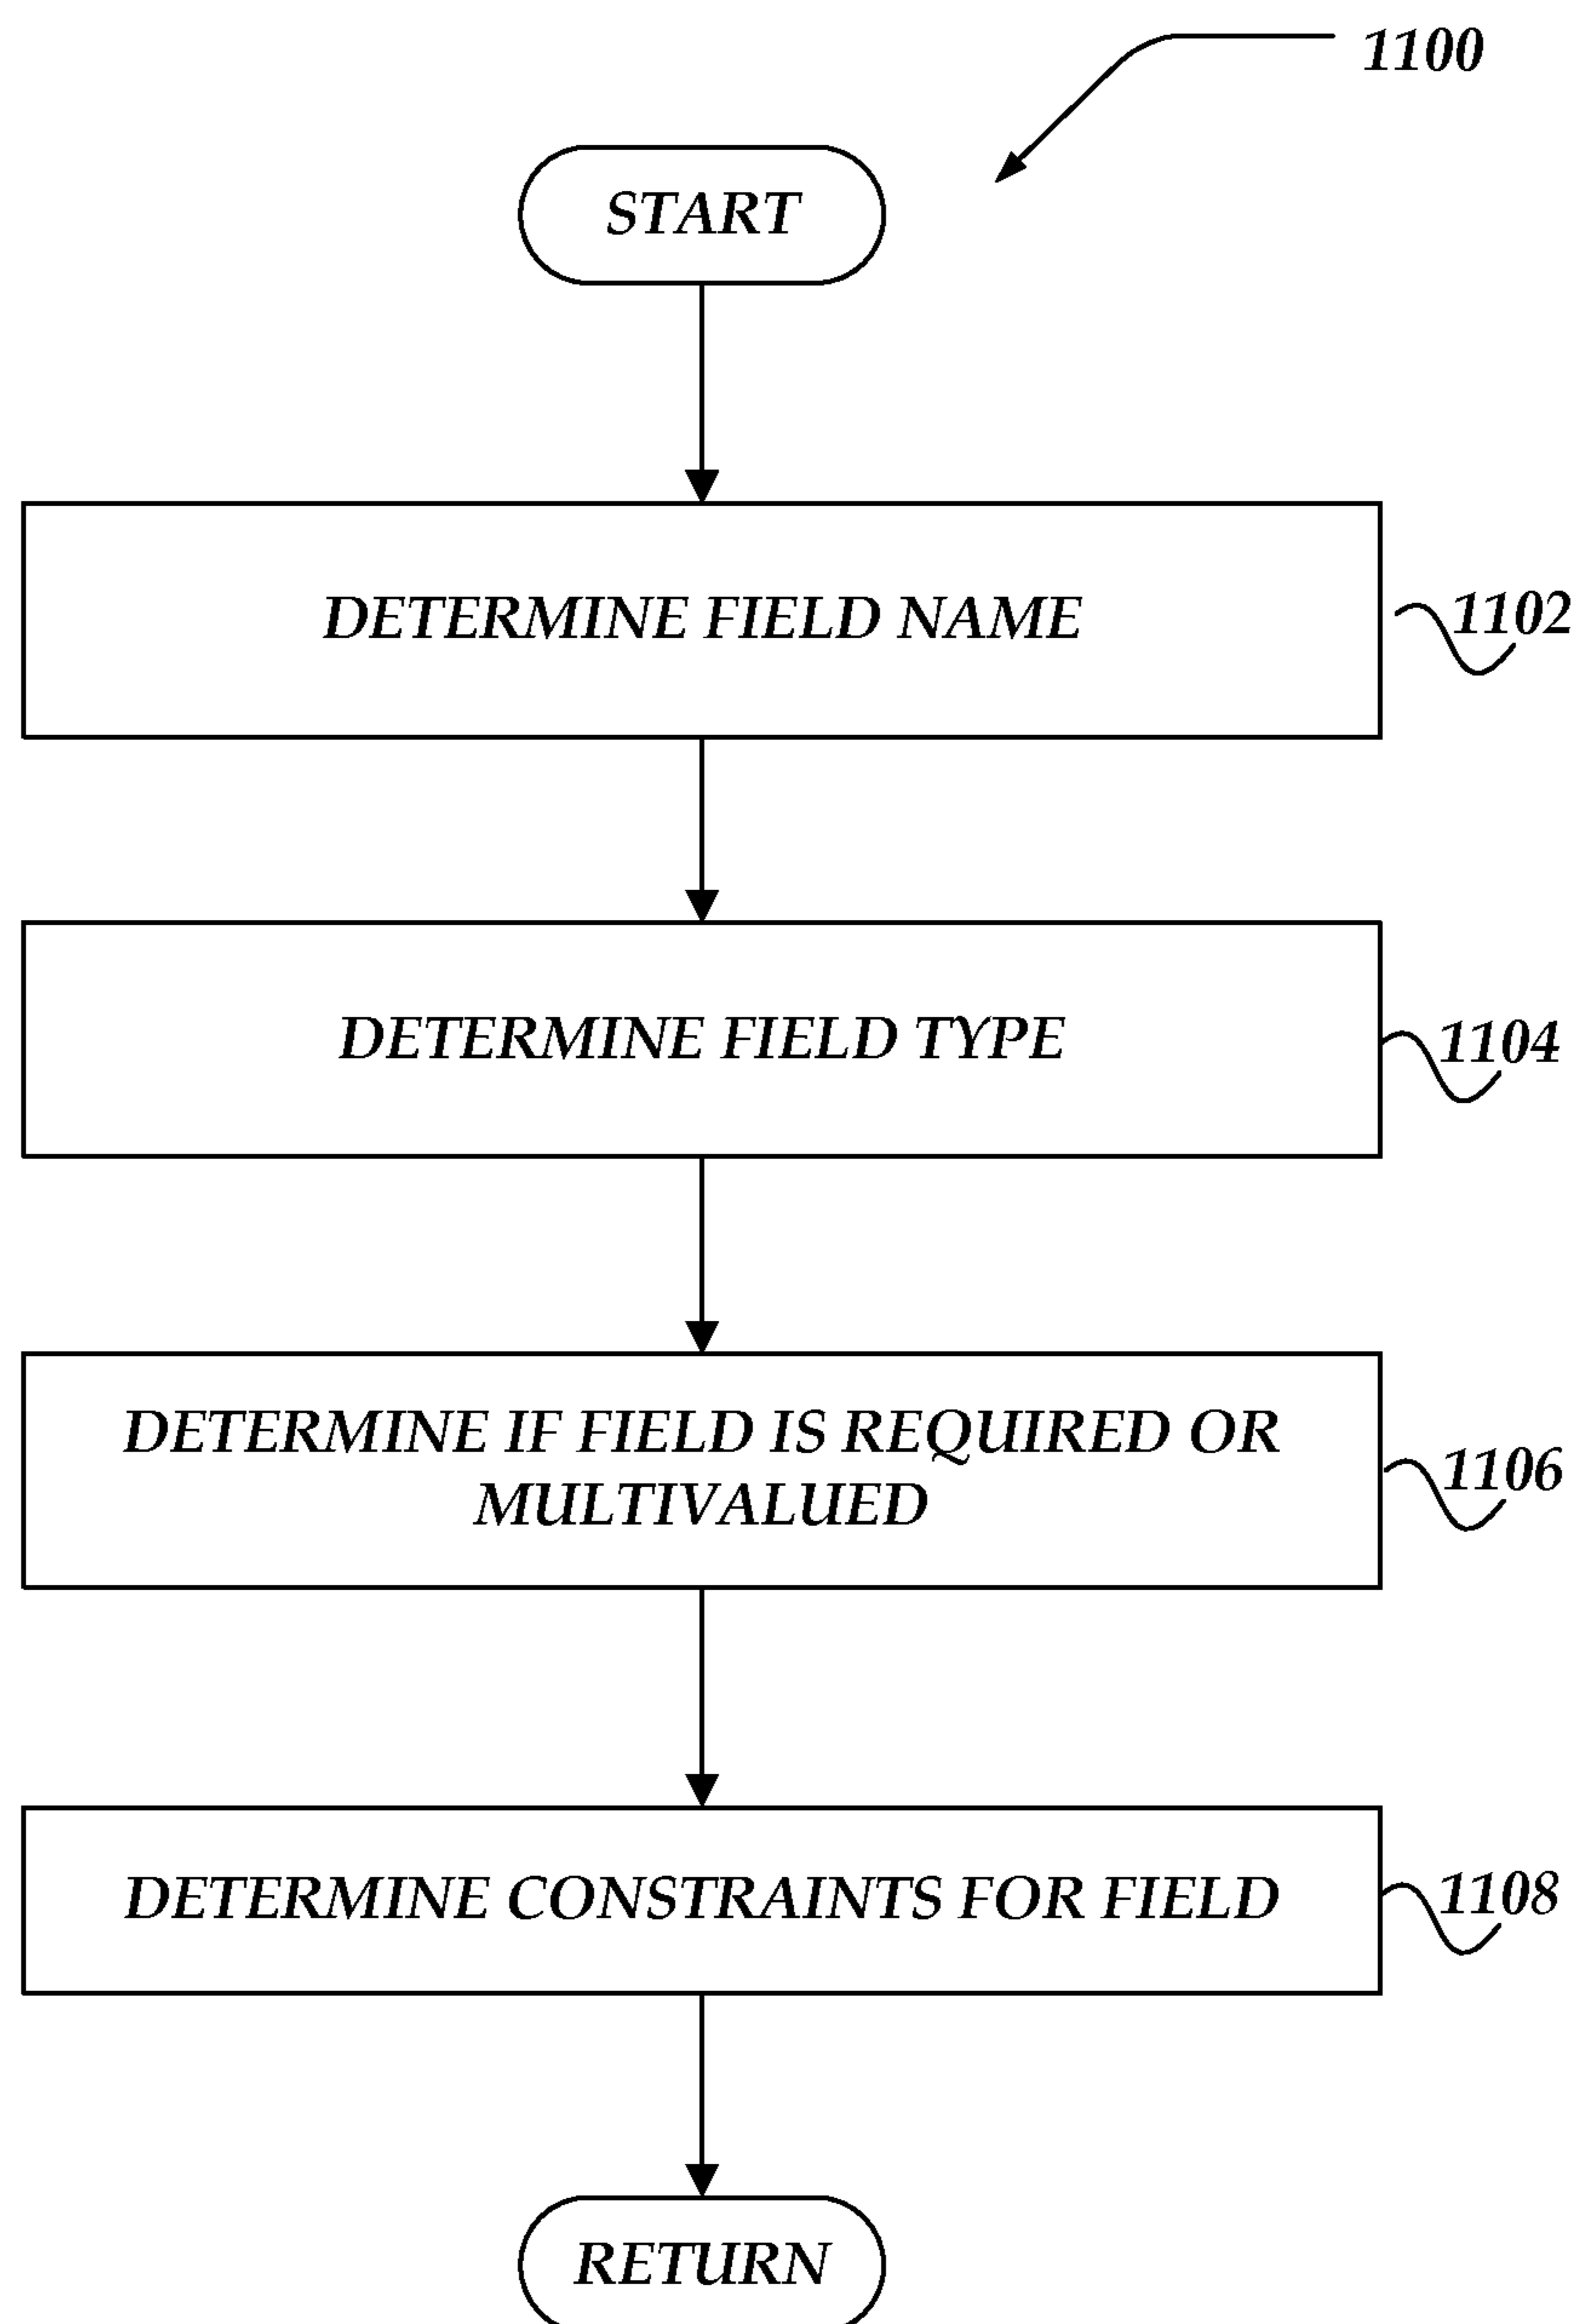 1100
START
DETERMINE FIELD NAME
1102
DETERMINE FIELD TYPE
1104
DETERMINE IF FIELD IS REQUIRED OR
MULTIVALUED
1106
DETERMINE CONSTRAINTS FOR FIELD
1108
RETURN